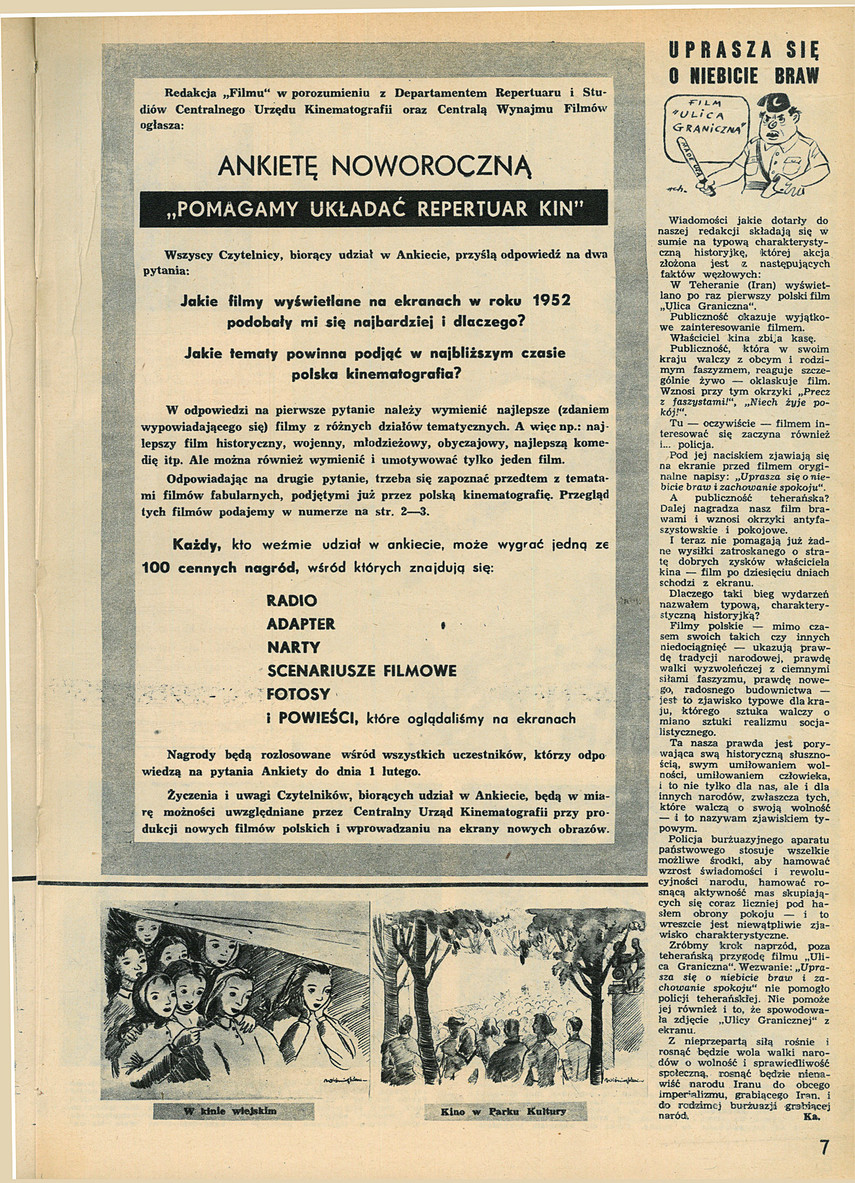 Redakcja „Filmu" w porozumieniu z Departamentem Repertuaru i Stu-
diów Centralnego Urzędu Kinematografii oraz Centralą Wynajmu Filmów
ogłasza:
ANKIETĘ NOWOROCZNĄ
„POMAGAMY UKŁADAĆ REPERTUAR KIN"
Wszyscy Czytelnicy, biorący udział w Ankiecie, przyślą odpowiedź na dwa
pytania:
Jakie filmy wyświetlane na ekranach w roku 1952
podobały mi się najbardziej i dlaczego?
Jakie tematy powinna podjąć w najbliższym czasie
polska kinematografia?
W odpowiedzi na pierwsze pytanie należy wymienić najlepsze (zdaniem
wypowiadającego się) filmy z różnych działów tematycznych. A więc np.: naj-
lepszy film historyczny, wojenny, młodzieżowy, obyczajowy, najlepszą kome-
dię itp. Ale można również wymienić i umotywować tylko jeden film.
Odpowiadając na drugie pytanie, trzeba się zapoznać przedtem z temata-
mi filmów fabularnych, podjętymi już przez polską kinematografię. Przegląd
tych filmów podajemy w numerze na str. 2—3.
Każdy, kto weźmie udział w ankiecie, może wygrać jedną ze
100 cennych nagród, wśród których znajdują się:
RADIO
ADAPTER
NARTY
SCENARIUSZE FILMOWE
FOTOSY
i POWIEŚCI, które oglądaliśmy na ekranach
Nagrody będą rozlosowane wśród wszystkich uczestników, którzy odpo
wiedzą na pytania Ankiety do dnia 1 lutego.
Życzenia i uwagi Czytelników, biorących udział w Ankiecie, będą w mia-
rę możności uwzględniane przez Centralny Urząd Kinematografii przy pro-
dukcji nowych filmów polskich i wprowadzaniu na ekrany nowych obrazów.
W kinie wiejskim
Kino w Parku Kultury
UPRASZA SIĘ
O NIEBICIE BRAW
FILM
"ULICA
GRANICZNA"
rch.
Wiadomości jakie dotarły do
naszej redakcji składają się w
sumie na typową charakterysty-
czną historyjkę, której akcja
złożona jest z następujących
faktów węzłowych:
W Teheranie (Iran) wyświet-
lano po raz pierwszy polski film
„Ulica Graniczna".
Publiczność okazuje wyjątko-
we zainteresowanie filmem.
Właściciel kina zbija kasę.
Publiczność, która w swoim
kraju walczy z obcym i rodzi-
mym faszyzmem, reaguje szcze-
gólnie żywo — oklaskuje film.
Wznosi przy tym okrzyki „Precz
z faszystami!", „Niech żyje po-
kój!".
Tu — oczywiście — filmem in-
teresować się zaczyna również
i... policja.
Pod jej naciskiem zjawiają się
na ekranie przed filmem orygi-
nalne napisy: „Uprasza się o nie-
bicie braw i zachowanie spokoju".
A publiczność teherańska?
Dalej nagradza nasz film bra-
wami i wznosi okrzyki antyfa-
szystowskie i pokojowe.
I teraz nie pomagają już żad-
ne wysiłki zatroskanego o stra-
tę dobrych zysków właściciela
kina — film po dziesięciu dniach
schodzi z ekranu.
Dlaczego taki bieg wydarzeń
nazwałem typową, charaktery-
styczną historyjką?
Filmy polskie — mimo cza-
sem swoich takich czy innych
niedociągnięć — ukazują praw-
dę tradycji narodowej, prawdę
walki wyzwoleńczej z ciemnymi
siłami faszyzmu, prawdę nowe-
go, radosnego budownictwa —
jest to zjawisko typowe dla kra-
ju, którego sztuka walczy o
miano sztuki realizmu socja-
listycznego.
Ta nasza prawda jest pory-
wająca swą historyczną słuszno-
ścią, swym umiłowaniem wol-
ności, umiłowaniem człowieka,
i to nie tylko dla nas, ale i dla
innych narodów, zwłaszcza tych,
które walczą o swoją wolność
— i to nazywam zjawiskiem ty-
powym.
Policja burżuazyjnego aparatu
państwowego stosuje wszelkie
możliwe środki, aby hamować
wzrost świadomości i rewolu-
cyjności narodu, hamować ro-
snącą aktywność mas skupiają-
cych się coraz liczniej pod ha-
słem obrony pokoju — i to
wreszcie jest niewątpliwie zja-
wisko charakterystyczne.
Zróbmy krok naprzód, poza
teherańską przygodę filmu „Uli-
ca Graniczna". Wezwanie: „Upra-
sza się o niebicie braw i za-
chowanie spokoju" nie pomogło
policji teherańskiej. Nie pomoże
jej również i to, że spowodowa-
ła zdjęcie „Ulicy Granicznej" z
ekranu.
Z nieprzepartą siłą rośnie i
rosnąć będzie wola walki naro-
dów o wolność i sprawiedliwość
społeczną, rosnąć będzie niena-
wiść narodu Iranu do obcego
imperializmu, grabiącego Iran, i
do rodzimej burżuazji grabiącej
naród. Ka.
7